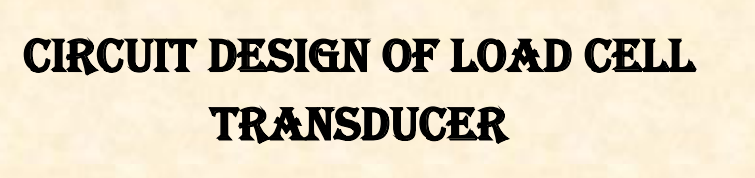 CIRCUIT DESIGN OF LOAD CELL
TRANSDUCER